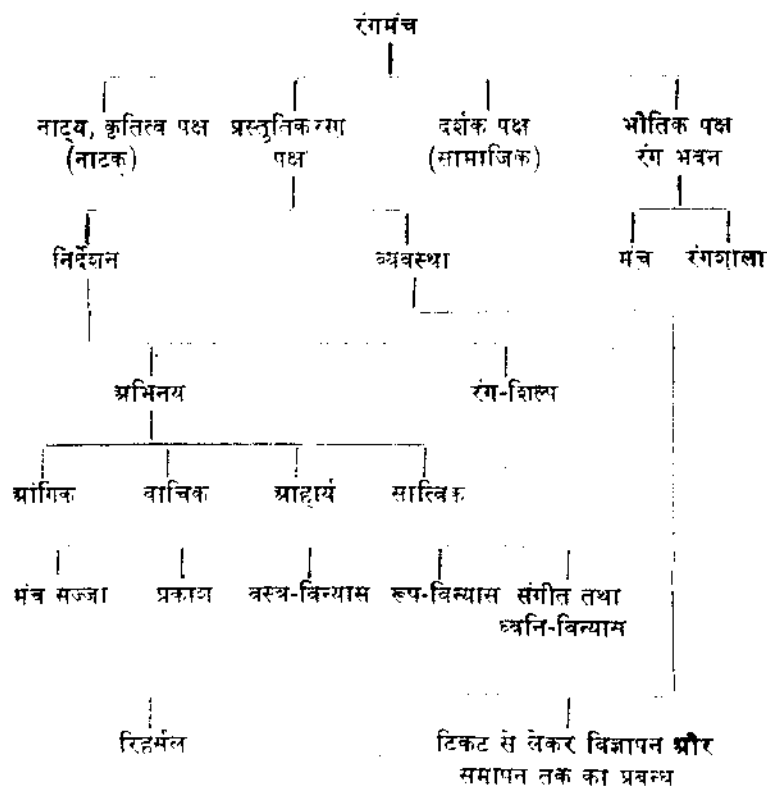 रंगमंच
नाट्य, कृतित्व पक्ष प्रस्तुतिकरण दर्शक पक्ष भौतिक पक्ष
(नाटक) पक्ष (सामाजिक) रंग भवन
निर्देशन व्यवस्था मंच रंगशाला
अभिनय रंग-शिल्प
आंगिक वाचिक आहार्य सात्विक
मंच सज्जा प्रकाश वस्त्र-विन्यास रूप-विन्यास संगीत तथा
ध्वनि-विन्यास
रिहर्सल टिकट से लेकर विज्ञापन और
समापन तक का प्रबन्ध